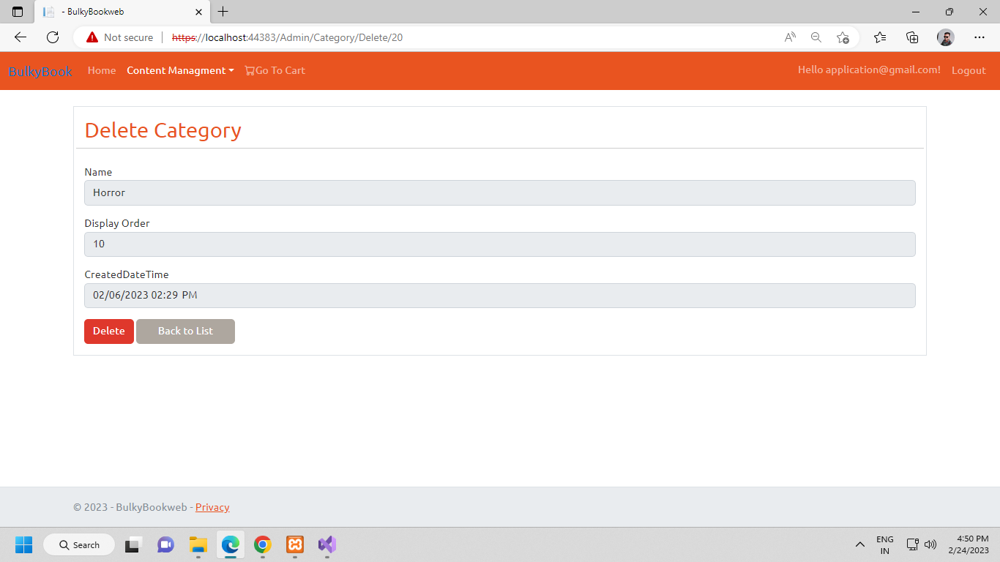 - BulkyBookweb
Not secure https://localhost:44383/Admin/Category/Delete/20
BulkyBook Home Content Managment Go To Cart Hello application@gmail.com! Logout
Delete Category
Name
Horror
Display Order
10
CreatedDateTime
02/06/2023 02:29 PM
Delete Back to List
© 2023 - BulkyBookweb - Privacy
Search
ENG
IN
4:50 PM
2/24/2023